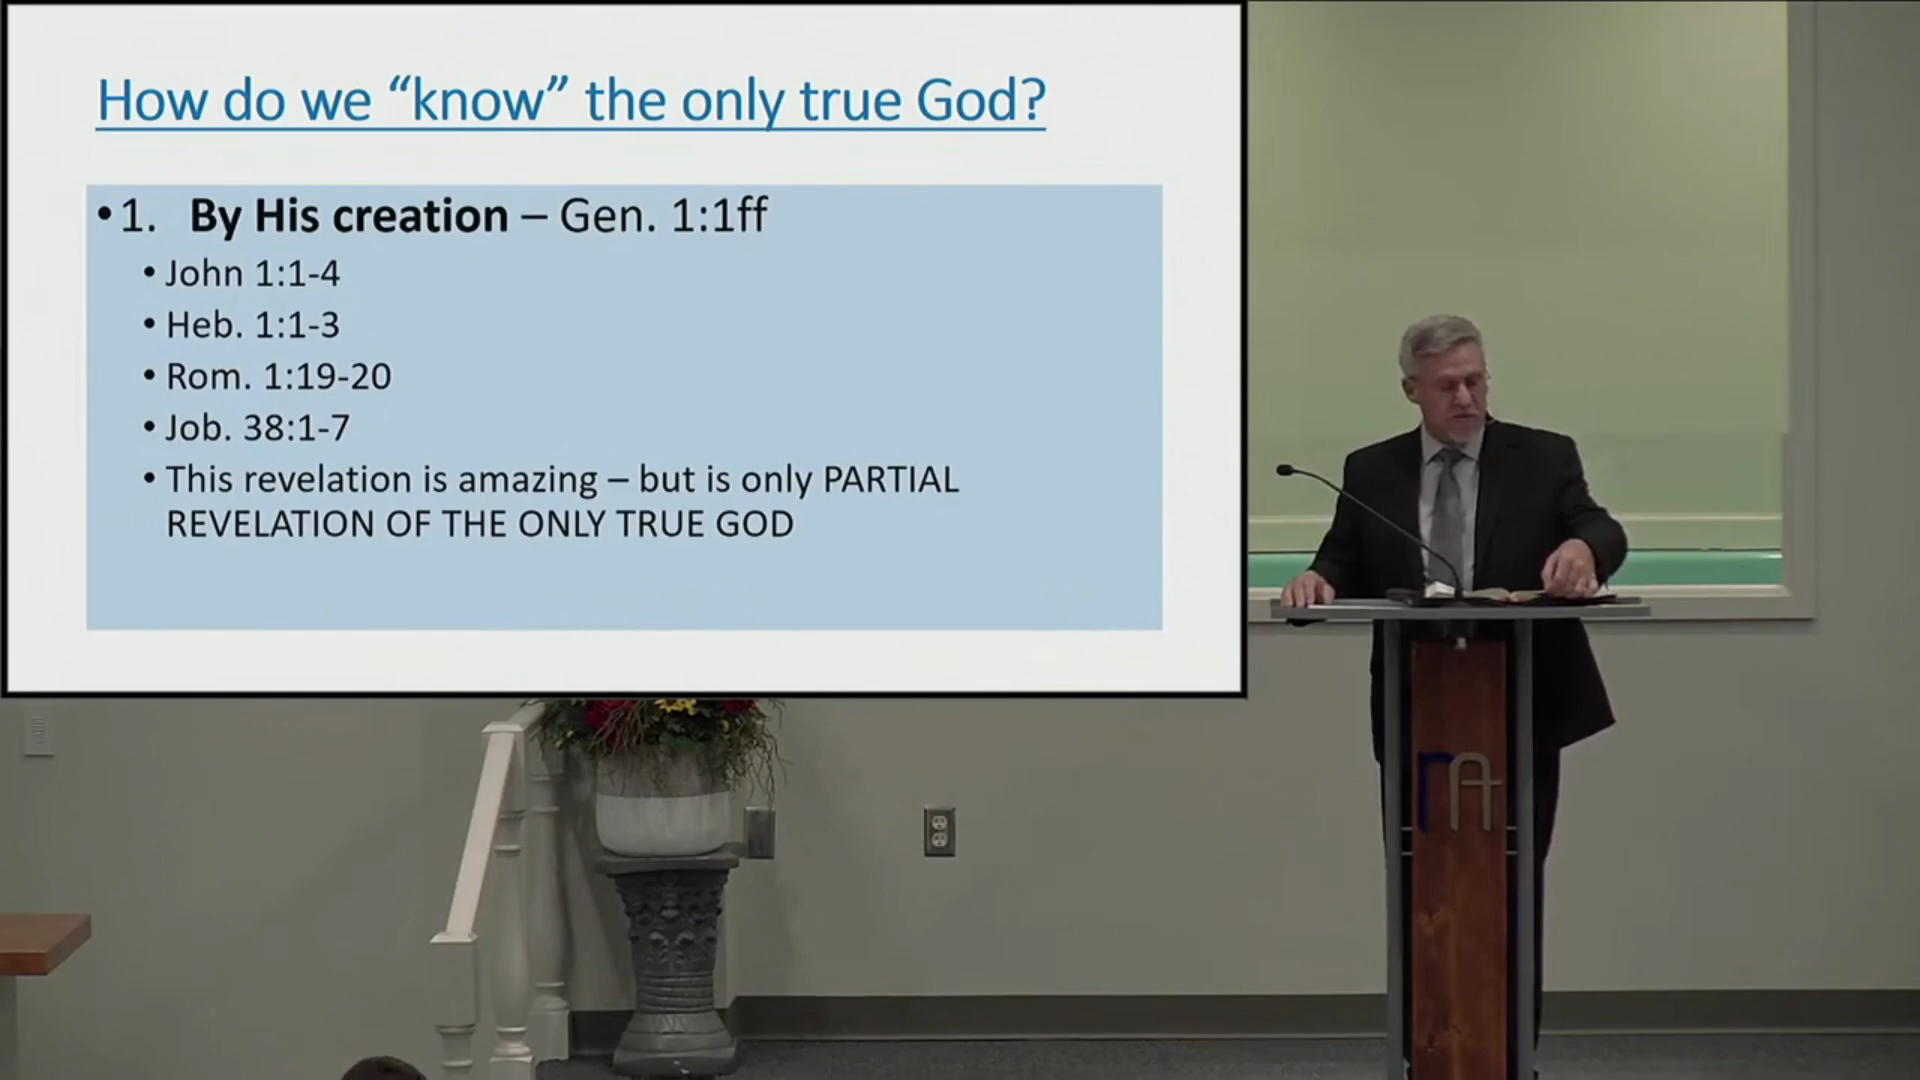 How do we “know” the only true God?
•1. By His creation – Gen. 1:1ff
• John 1:1-4
• Heb. 1:1-3
• Rom. 1:19-20
• Job. 38:1-7
• This revelation is amazing – but is only PARTIAL
REVELATION OF THE ONLY TRUE GOD